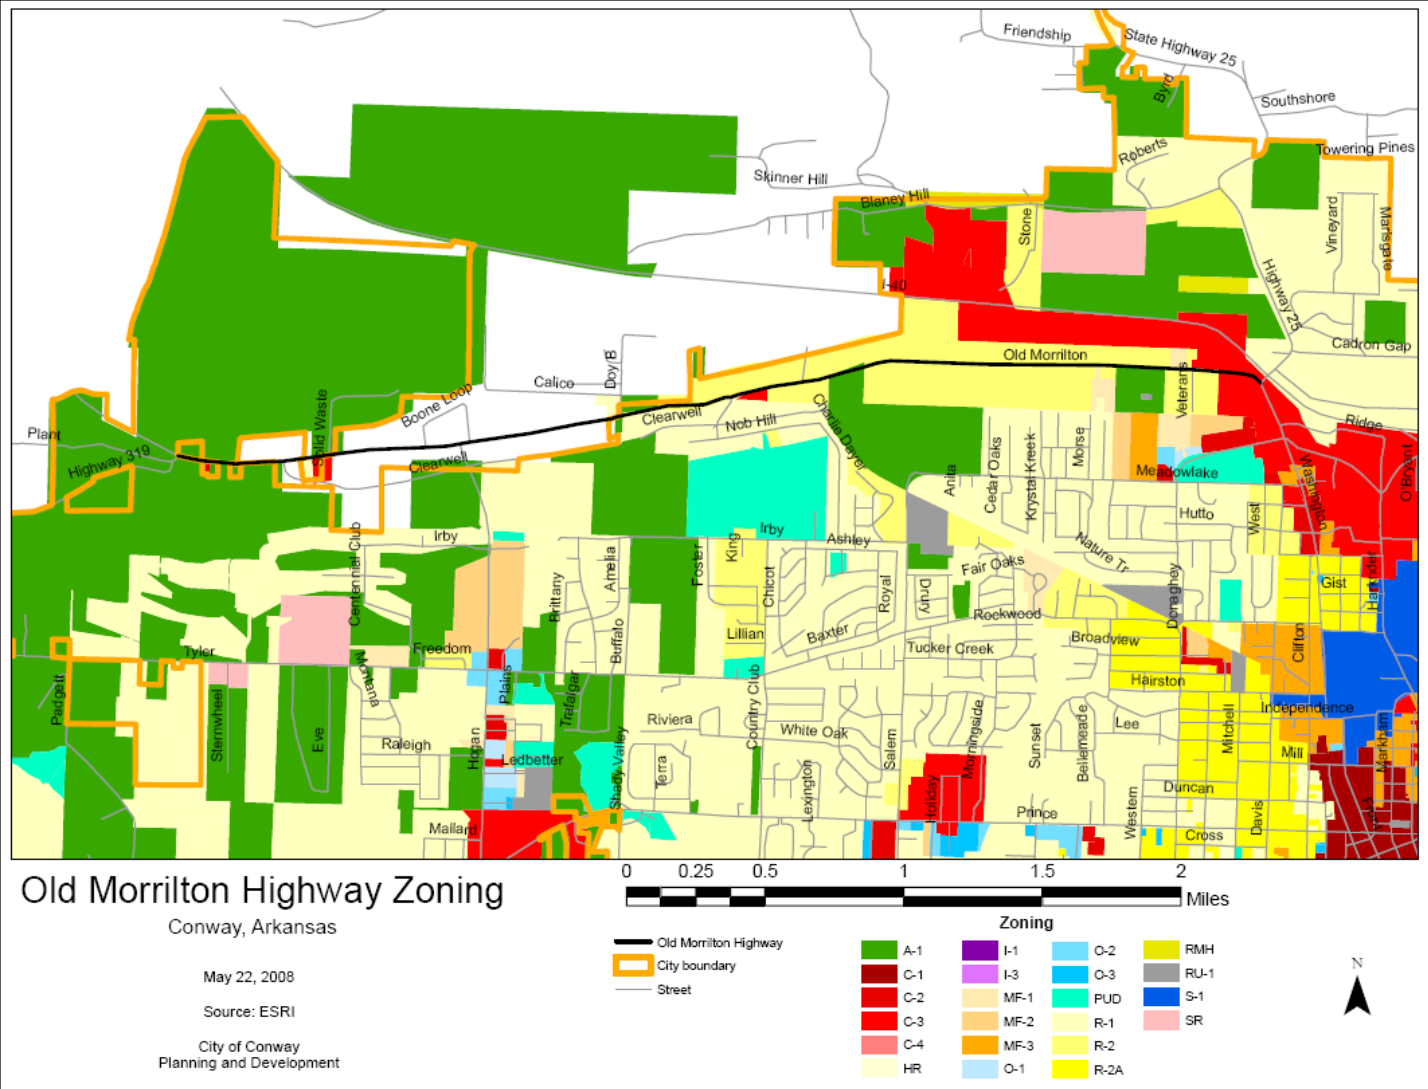 Friendship
State Highway 25
Byrd
Southshore
Towering Pines
Roberts
Skinner Hill
Blaney Hill
Stone
Vineyard
Marisgate
I-40
Highway 25
Cadron Gap
Old Morrilton
Doy B
Calico
Boone Loop
Solid Waste
Veterans
Clearwell
Nob Hill
Charlie Deyer
Ridge
Plant
Highway 319
Clearwell
Anita
Cedar Oaks
Krystal Kreek
Morse
Meadowlake
Washington
O'Bryant
Hutto
West
Irby
Irby
Ashley
King
Nature Tr
Centennial Club
Amelia
Foster
Chicot
Fair Oaks
Brittany
Royal
Drury
Donaghey
Gist
Harkrider
Rockwood
Lillian
Baxter
Buffalo
Tucker Creek
Broadview
Clifton
Tyler
Freedom
Hairston
Padgett
Montana
Plains
Trafalgar
Country Club
Independence
Sternwheel
Eve
Riviera
White Oak
Salem
Morningside
Sunset
Bellemeade
Lee
Mitchell
Markham
Raleigh
Hogan
Ledbetter
Shady Valley
Terra
Lexington
Mill
Holiday
Duncan
Western
Davis
Front
Mallard
Prince
Cross
Old Morrilton Highway Zoning
Conway, Arkansas
May 22, 2008
Source: ESRI
City of Conway
Planning and Development
0 0.25 0.5 1 1.5 2
Miles
Old Morrilton Highway
City boundary
Street
Zoning
A-1
C-1
C-2
C-3
C-4
HR
I-1
I-3
MF-1
MF-2
MF-3
O-1
O-2
O-3
PUD
R-1
R-2
R-2A
RMH
RU-1
S-1
SR
N